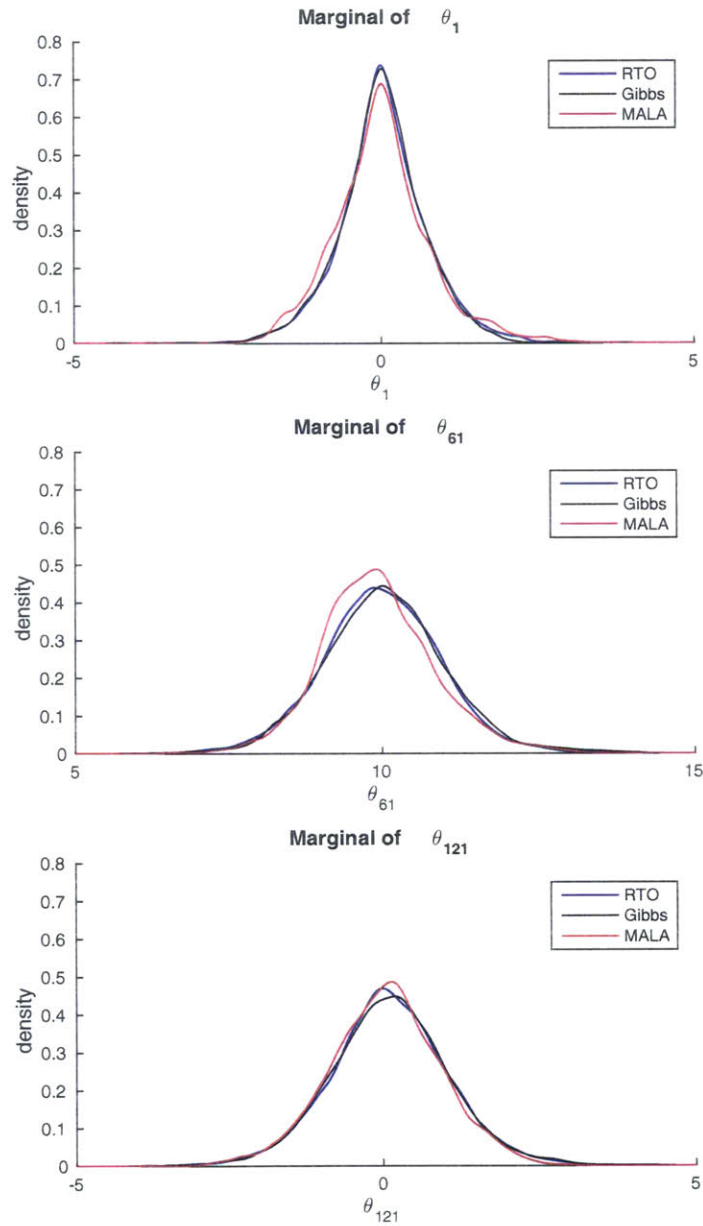 Marginal of θ₁
RTO
Gibbs
MALA
0.8
0.7
0.6
0.5
0.4
0.3
0.2
0.1
0
density
-5 0 5
θ₁
Marginal of θ₆₁
RTO
Gibbs
MALA
0.8
0.7
0.6
0.5
0.4
0.3
0.2
0.1
0
density
5 10 15
θ₆₁
Marginal of θ₁₂₁
RTO
Gibbs
MALA
0.8
0.7
0.6
0.5
0.4
0.3
0.2
0.1
0
density
-5 0 5
θ₁₂₁